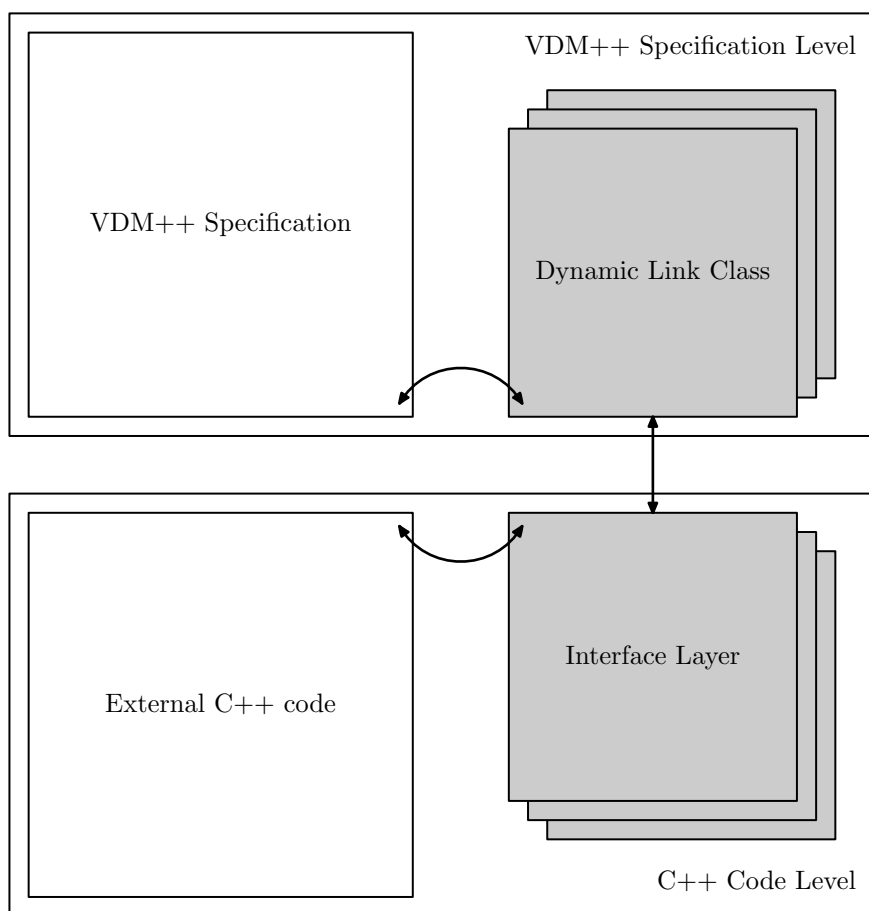 VDM++ Specification Level
VDM++ Specification
Dynamic Link Class
Interface Layer
External C++ code
C++ Code Level